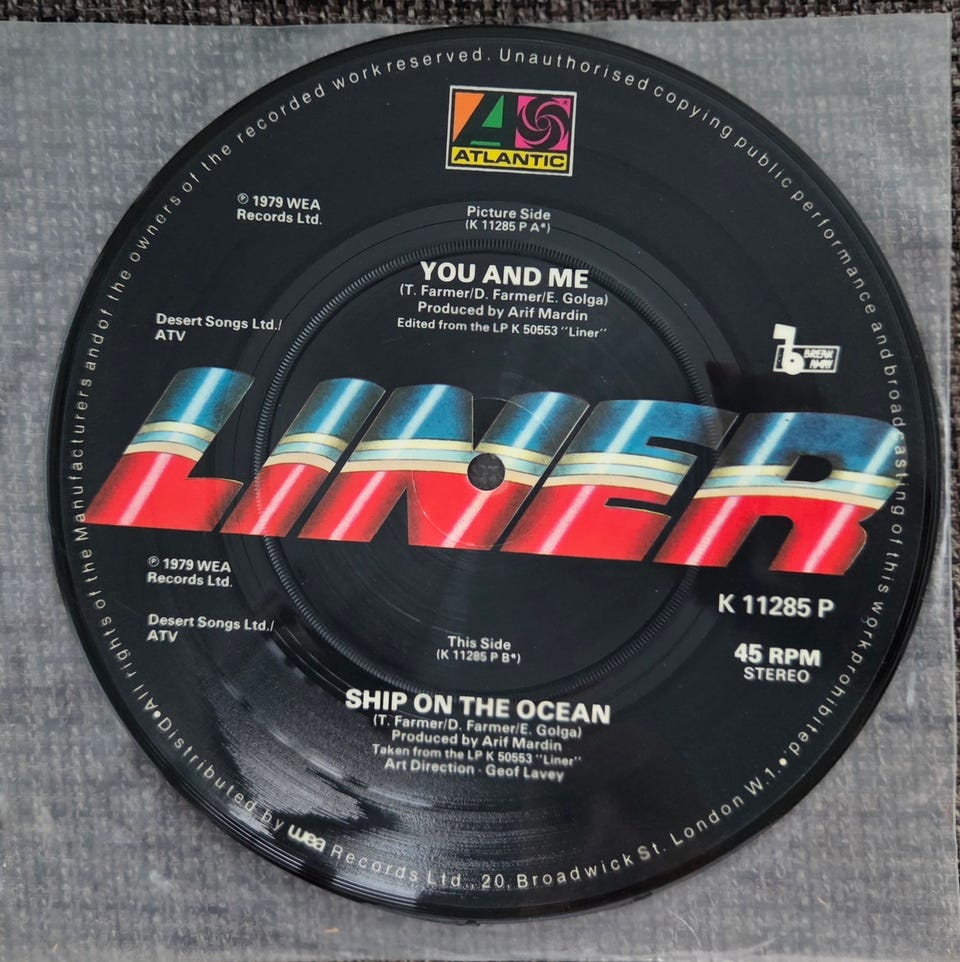 All rights of the Manufacturers and of the owners of the recorded work reserved. Unauthorised copying public performance and broadcasting of this work prohibited.
ATLANTIC
℗ 1979 WEA
Records Ltd.
Picture Side
(K 11285 P A*)
YOU AND ME
(T. Farmer/D. Farmer/E. Golga)
Produced by Arif Mardin
Edited from the LP K 50553 "Liner"
Desert Songs Ltd./
ATV
BREAK
AWAY
LINER
℗ 1979 WEA
Records Ltd.
Desert Songs Ltd./
ATV
K 11285 P
45 RPM
STEREO
This Side
(K 11285 P B*)
SHIP ON THE OCEAN
(T. Farmer/D. Farmer/E. Golga)
Produced by Arif Mardin
Taken from the LP K 50553 "Liner"
Art Direction - Geof Lavey
•Distributed by wea Records Ltd., 20, Broadwick St. London W.1.•